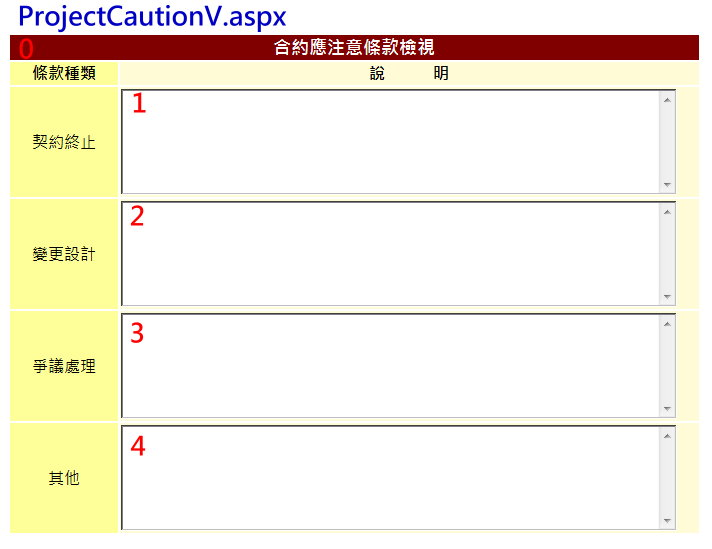 ProjectCautionV.aspx
0 合約應注意條款檢視
條款種類 說 明
契約終止 1
變更設計 2
爭議處理 3
其他 4